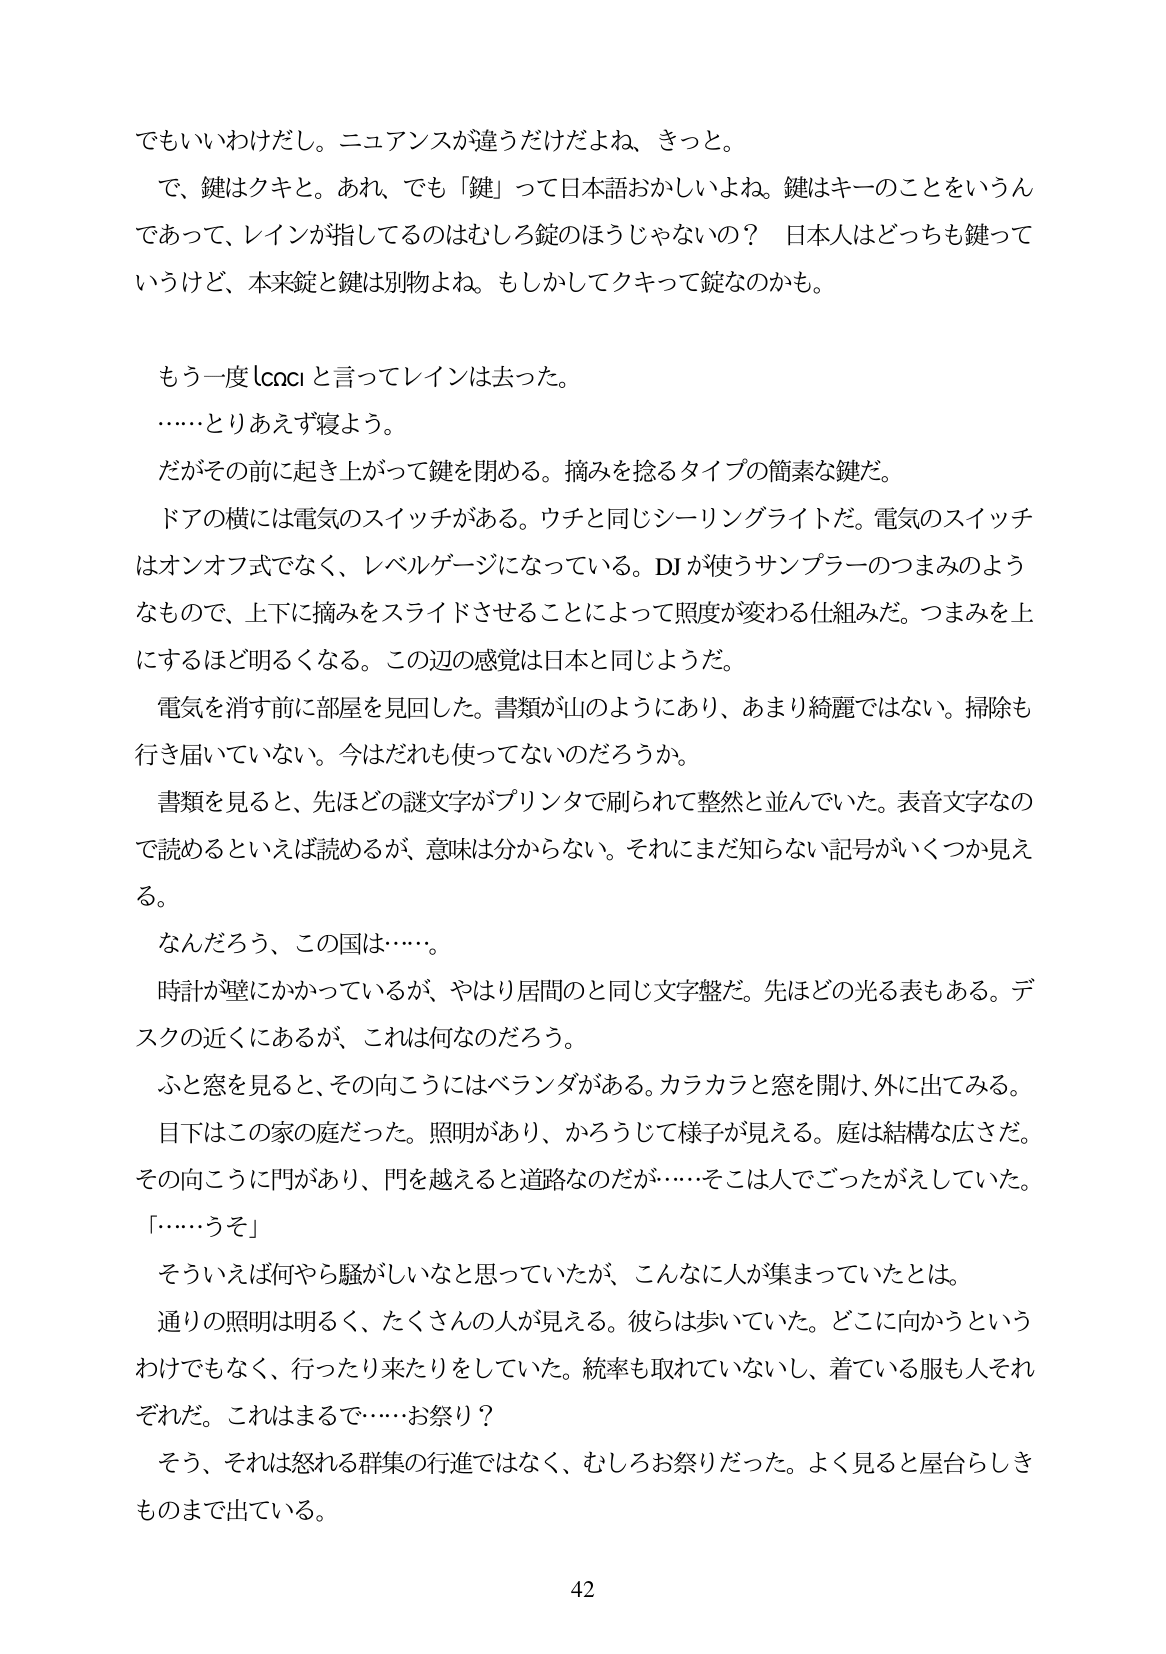 でもいいわけだし。ニュアンスが違うだけだよね、きっと。
で、鍵はクキと。あれ、でも「鍵」って日本語おかしいよね。鍵はキーのことをいうん
であって、レインが指してるのはむしろ錠のほうじゃないの？　日本人はどっちも鍵って
いうけど、本来錠と鍵は別物よね。もしかしてクキって錠なのかも。
もう一度 と言ってレインは去った。
……とりあえず寝よう。
だがその前に起き上がって鍵を閉める。摘みを捻るタイプの簡素な鍵だ。
ドアの横には電気のスイッチがある。ウチと同じシーリングライトだ。電気のスイッチ
はオンオフ式でなく、レベルゲージになっている。DJ が使うサンプラーのつまみのよう
なもので、上下に摘みをスライドさせることによって照度が変わる仕組みだ。つまみを上
にするほど明るくなる。この辺の感覚は日本と同じようだ。
電気を消す前に部屋を見回した。書類が山のようにあり、あまり綺麗ではない。掃除も
行き届いていない。今はだれも使ってないのだろうか。
書類を見ると、先ほどの謎文字がプリンタで刷られて整然と並んでいた。表音文字なの
で読めるといえば読めるが、意味は分からない。それにまだ知らない記号がいくつか見え
る。
なんだろう、この国は……。
時計が壁にかかっているが、やはり居間のと同じ文字盤だ。先ほどの光る表もある。デ
スクの近くにあるが、これは何なのだろう。
ふと窓を見ると、その向こうにはベランダがある。カラカラと窓を開け、外に出てみる。
目下はこの家の庭だった。照明があり、かろうじて様子が見える。庭は結構な広さだ。
その向こうに門があり、門を越えると道路なのだが……そこは人でごったがえしていた。
「……うそ」
そういえば何やら騒がしいなと思っていたが、こんなに人が集まっていたとは。
通りの照明は明るく、たくさんの人が見える。彼らは歩いていた。どこに向かうという
わけでもなく、行ったり来たりをしていた。統率も取れていないし、着ている服も人それ
ぞれだ。これはまるで……お祭り？
そう、それは怒れる群集の行進ではなく、むしろお祭りだった。よく見ると屋台らしき
ものまで出ている。
42